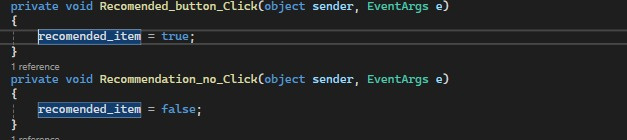 private void Recomended_button_Click(object sender, EventArgs e)
{
recomended_item = true;
}
1 reference
private void Recommendation_no_Click(object sender, EventArgs e)
{
recomended_item = false;
}
1 reference